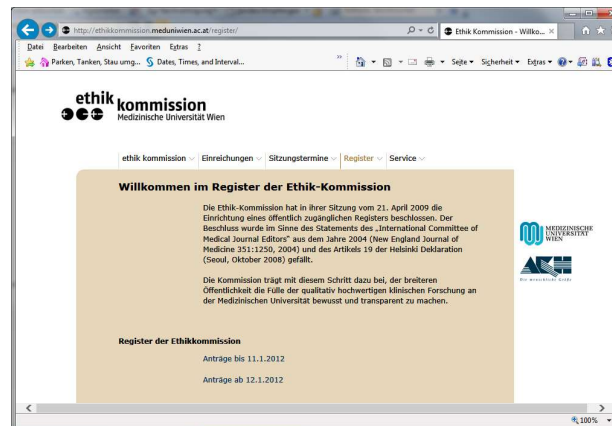 http://ethikkommission.meduniwien.ac.at/register/
Ethik Kommission - Willko...
Datei Bearbeiten Ansicht Favoriten Extras ?
Parken, Tanken, Stau umg... Dates, Times, and Interval...
Seite Sicherheit Extras
ethik kommission
Medizinische Universität Wien
ethik kommission Einreichungen Sitzungstermine Register Service
Willkommen im Register der Ethik-Kommission
Die Ethik-Kommission hat in ihrer Sitzung vom 21. April 2009 die
Einrichtung eines öffentlich zugänglichen Registers beschlossen. Der
Beschluss wurde im Sinne des Statements des „International Committee of
Medical Journal Editors" aus dem Jahre 2004 (New England Journal of
Medicine 351:1250, 2004) und des Artikels 19 der Helsinki Deklaration
(Seoul, Oktober 2008) gefällt.
Die Kommission trägt mit diesem Schritt dazu bei, der breiteren
Öffentlichkeit die Fülle der qualitativ hochwertigen klinischen Forschung an
der Medizinischen Universität bewusst und transparent zu machen.
MEDIZINISCHE
UNIVERSITÄT
WIEN
AKH
Die menschliche Größe
Register der Ethikkommission
Anträge bis 11.1.2012
Anträge ab 12.1.2012
100%